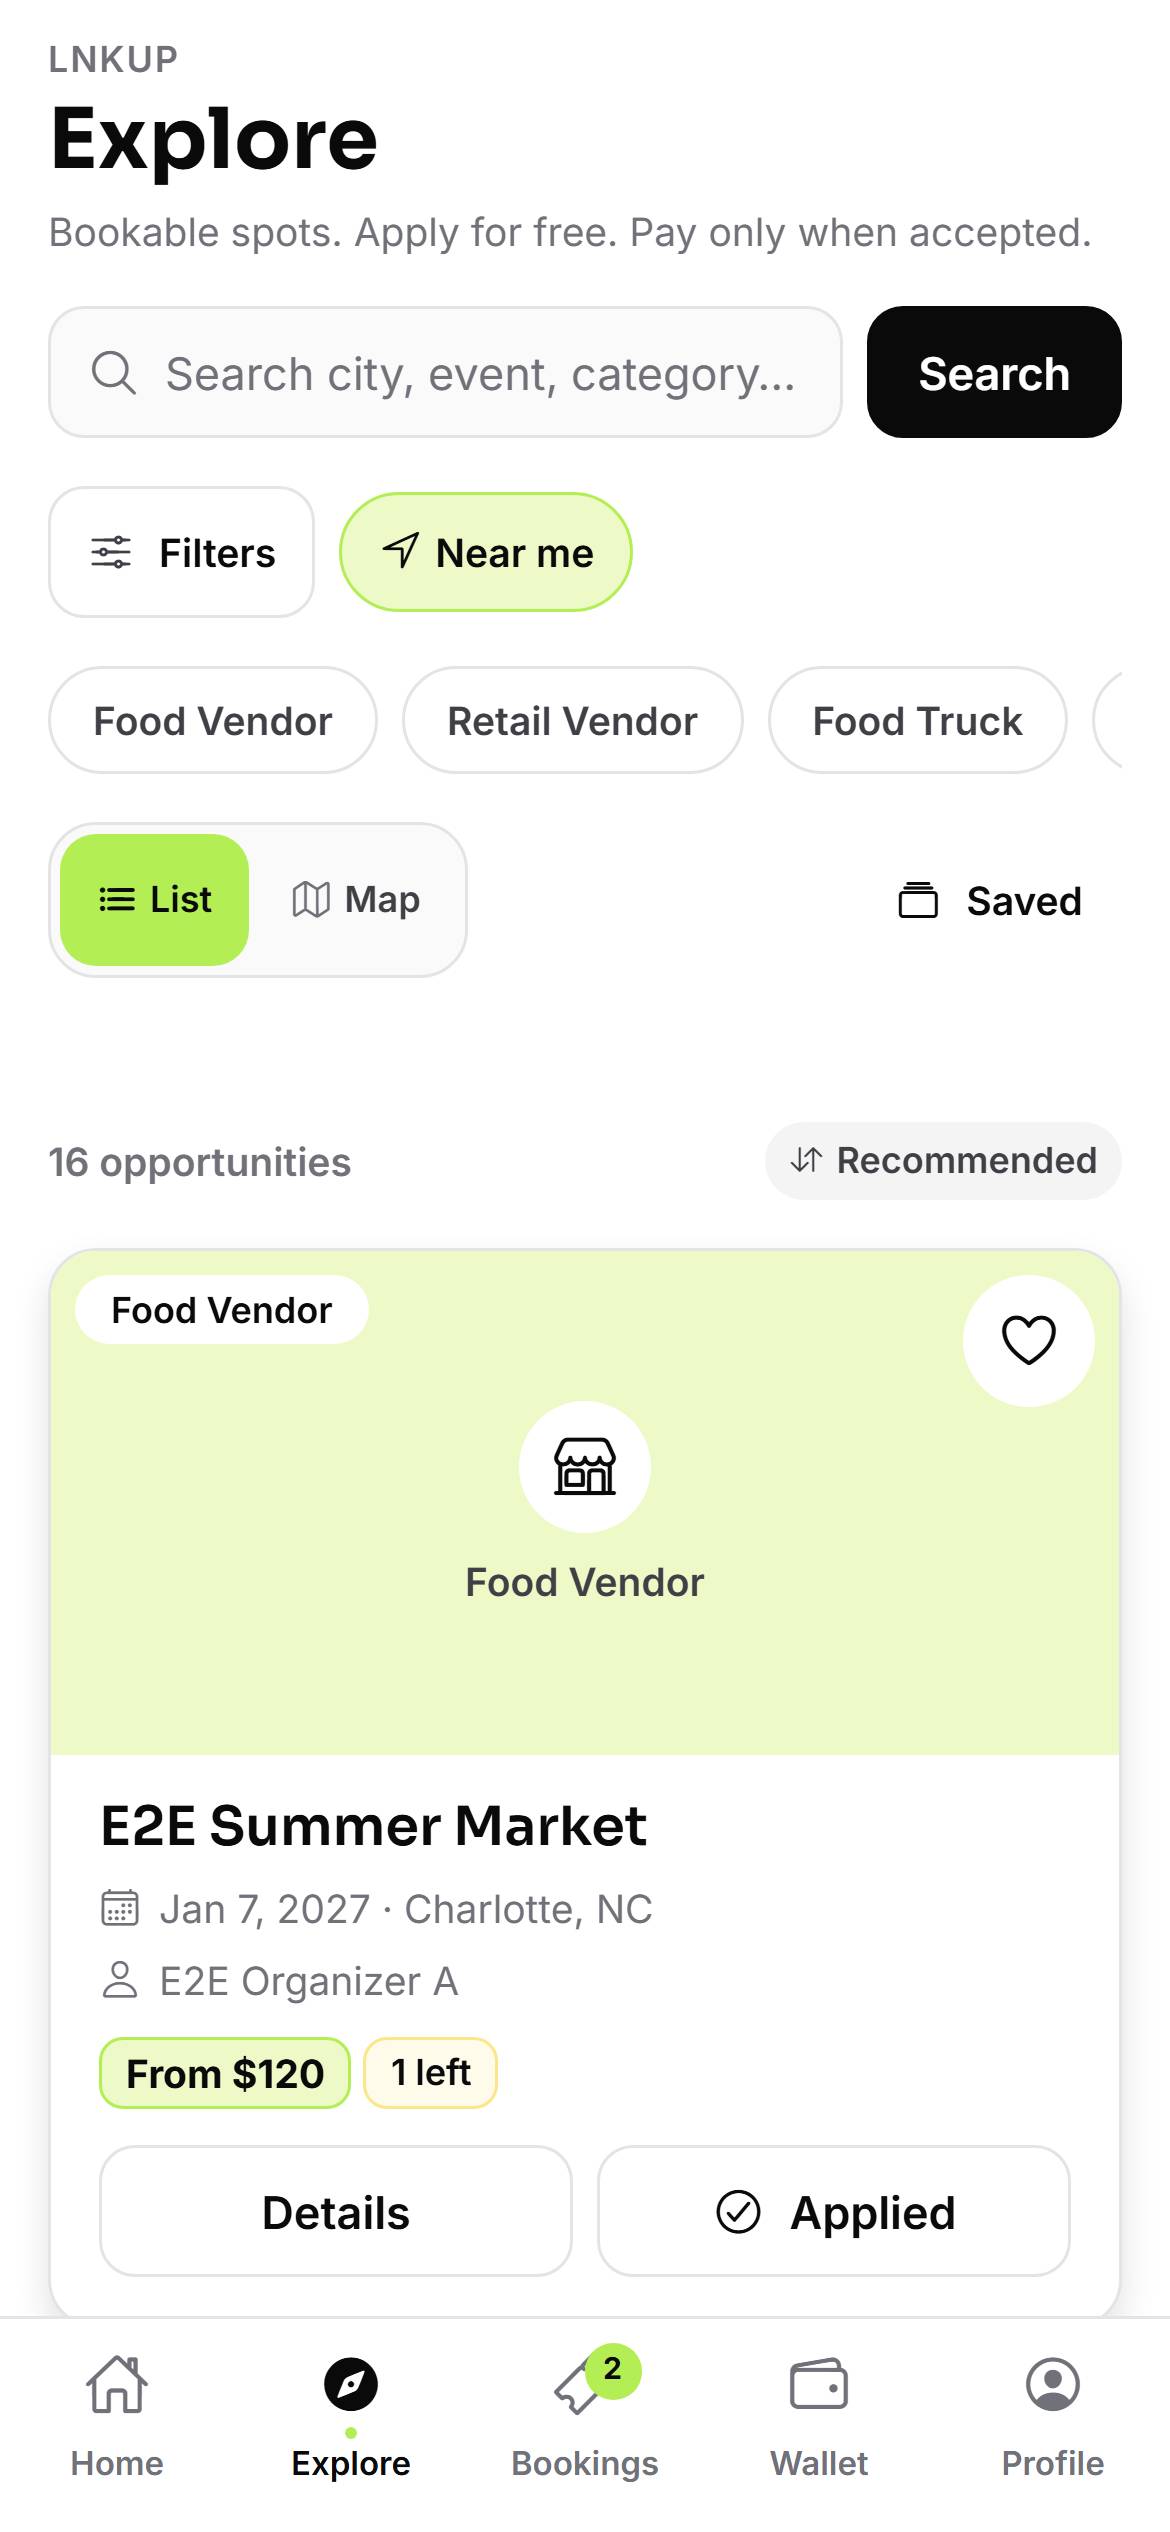 LNKUP
Explore
Bookable spots. Apply for free. Pay only when accepted.
Search city, event, category...
Search
Filters
Near me
Food Vendor
Retail Vendor
Food Truck
List
Map
Saved
16 opportunities
Recommended
Food Vendor
Food Vendor
E2E Summer Market
Jan 7, 2027 · Charlotte, NC
E2E Organizer A
From $120
1 left
Details
Applied
2
Home
Explore
Bookings
Wallet
Profile